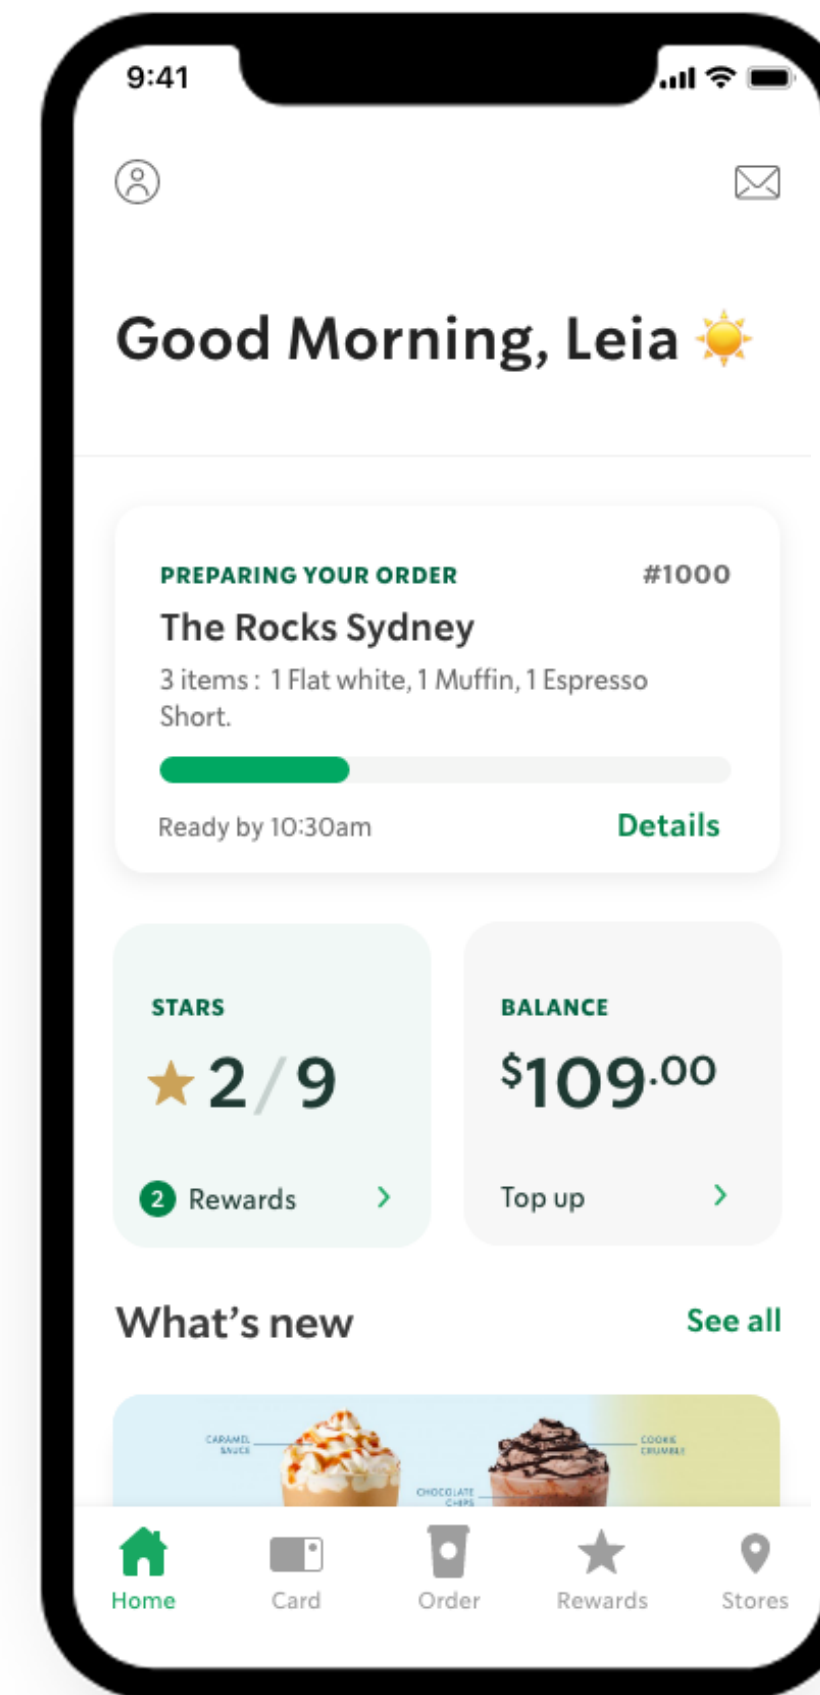 9:41
Good Morning, Leia
PREPARING YOUR ORDER #1000
The Rocks Sydney
3 items : 1 Flat white, 1 Muffin, 1 Espresso
Short.
Ready by 10:30am Details
STARS
2/9
2 Rewards
BALANCE
$109.00
Top up
What's new See all
CARAMEL
SAUCE
COOKIE
CRUMBLE
CHOCOLATE
CHIPS
Home Card Order Rewards Stores